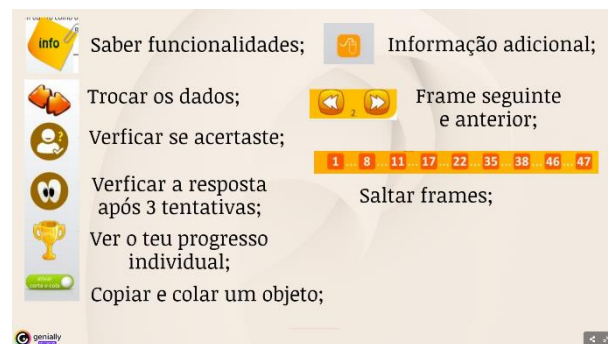 info
Saber funcionalidades;
Informação adicional;
Trocar os dados;
2
Frame seguinte
e anterior;
Verficar se acertaste;
1 ... 8 ... 11 ... 17 ... 22 ... 35 ... 38 ... 46 ... 47
Verficar a resposta
após 3 tentativas;
Saltar frames;
Ver o teu progresso
individual;
Copiar e colar um objeto;
genially